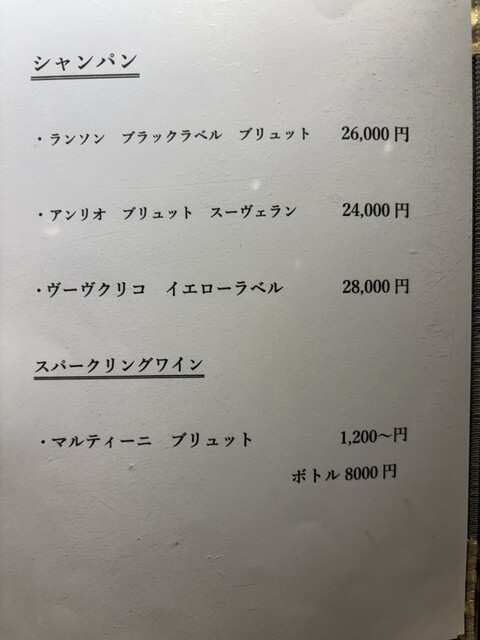 シャンパン
・ランソン　ブラックラベル　ブリュット　26,000円
・アンリオ　ブリュット　スーヴェラン　24,000円
・ヴーヴクリコ　イエローラベル　28,000円
スパークリングワイン
・マルティーニ　ブリュット　1,200〜円
ボトル 8000円